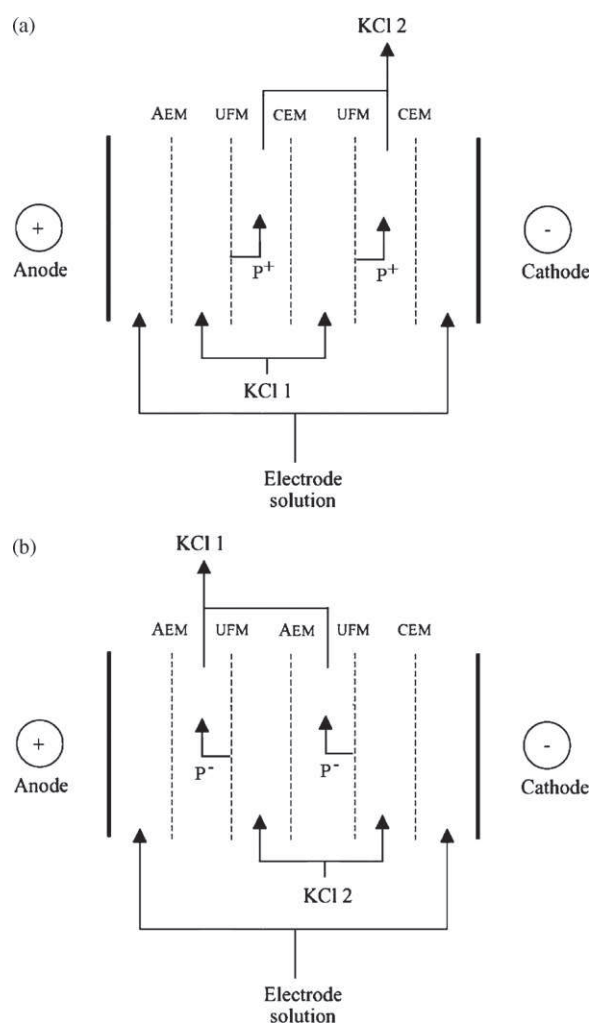 (a)
KCl 2
AEM UFM CEM UFM CEM
+
-
Anode
Cathode
P+ P+
KCl 1
Electrode
solution
(b)
KCl 1
AEM UFM AEM UFM CEM
+
-
Anode
Cathode
P- P-
KCl 2
Electrode
solution